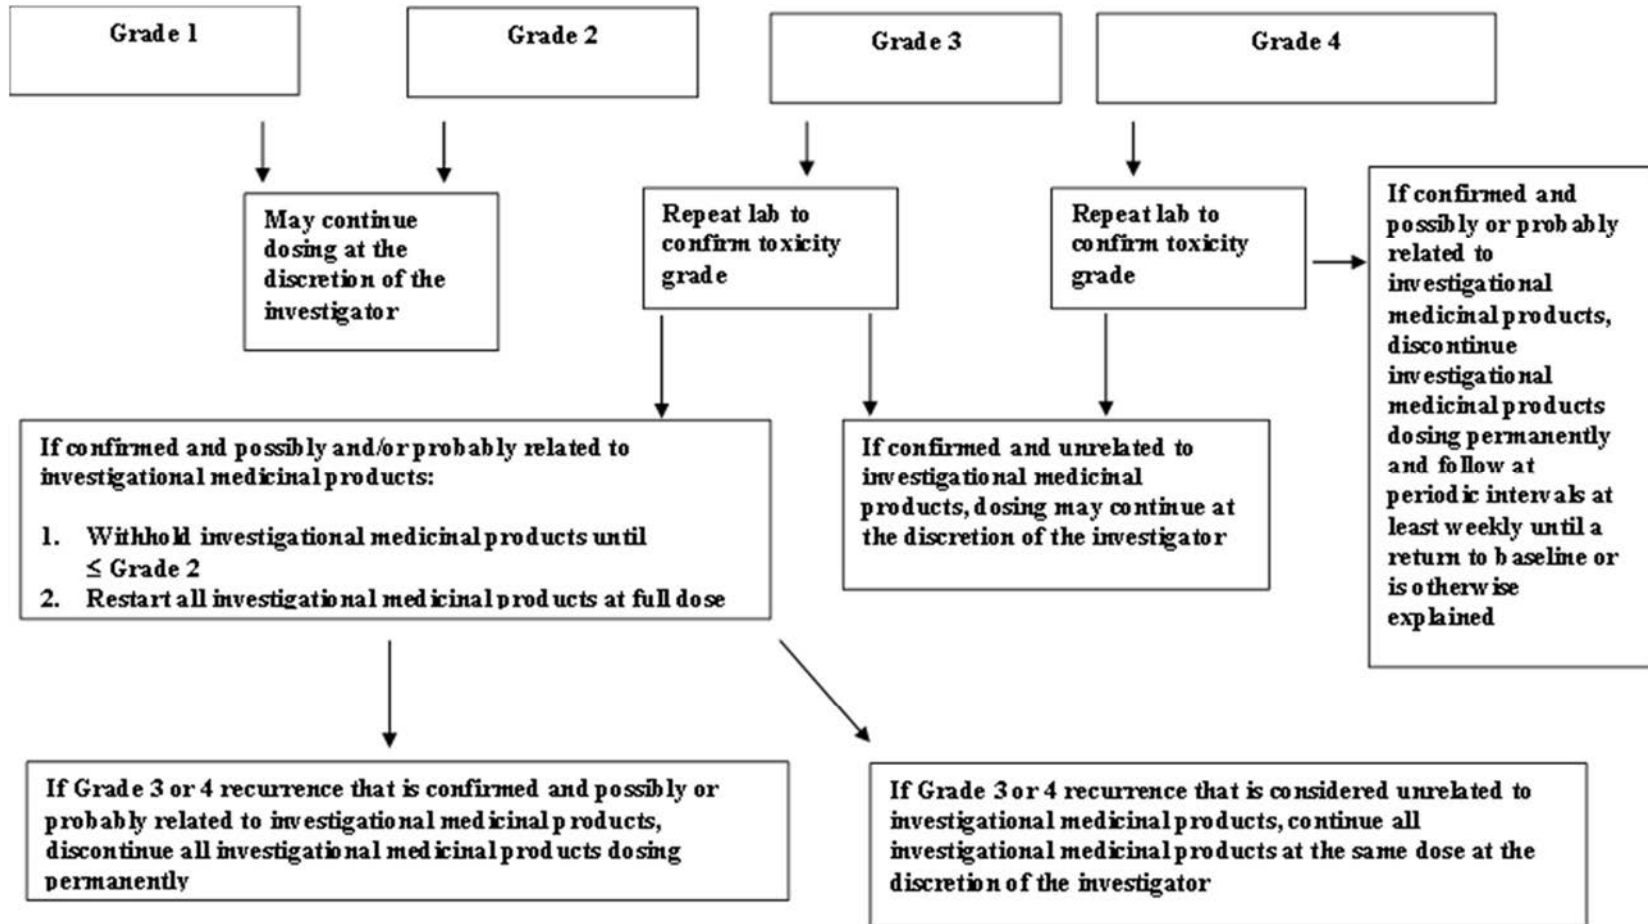 Grade 1
Grade 2
Grade 3
Grade 4
May continue
dosing at the
discretion of the
investigator
Repeat lab to
confirm toxicity
grade
Repeat lab to
confirm toxicity
grade
If confirmed and
possibly or probably
related to
investigational
medicinal products,
discontinue
investigational
medicinal products
dosing permanently
and follow at
periodic intervals at
least weekly until a
return to baseline or
is otherwise
explained
If confirmed and possibly and/or probably related to
investigational medicinal products:
1. Withhold investigational medicinal products until
≤ Grade 2
2. Restart all investigational medicinal products at full dose
If confirmed and unrelated to
investigational medicinal
products, dosing may continue at
the discretion of the investigator
If Grade 3 or 4 recurrence that is confirmed and possibly or
probably related to investigational medicinal products,
discontinue all investigational medicinal products dosing
permanently
If Grade 3 or 4 recurrence that is considered unrelated to
investigational medicinal products, continue all
investigational medicinal products at the same dose at the
discretion of the investigator